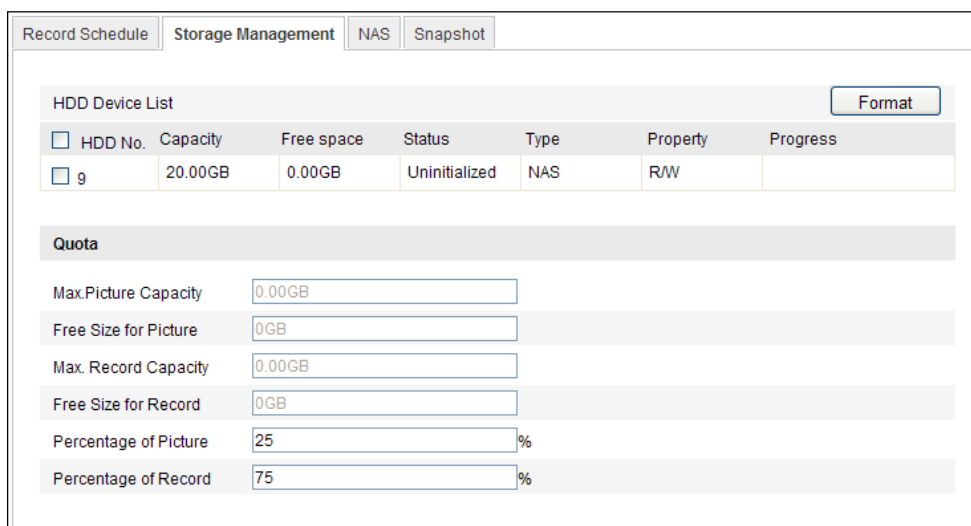 Record Schedule Storage Management NAS Snapshot
HDD Device List Format
HDD No. Capacity Free space Status Type Property Progress
9 20.00GB 0.00GB Uninitialized NAS R/W
Quota
Max.Picture Capacity 0.00GB
Free Size for Picture 0GB
Max. Record Capacity 0.00GB
Free Size for Record 0GB
Percentage of Picture 25 %
Percentage of Record 75 %